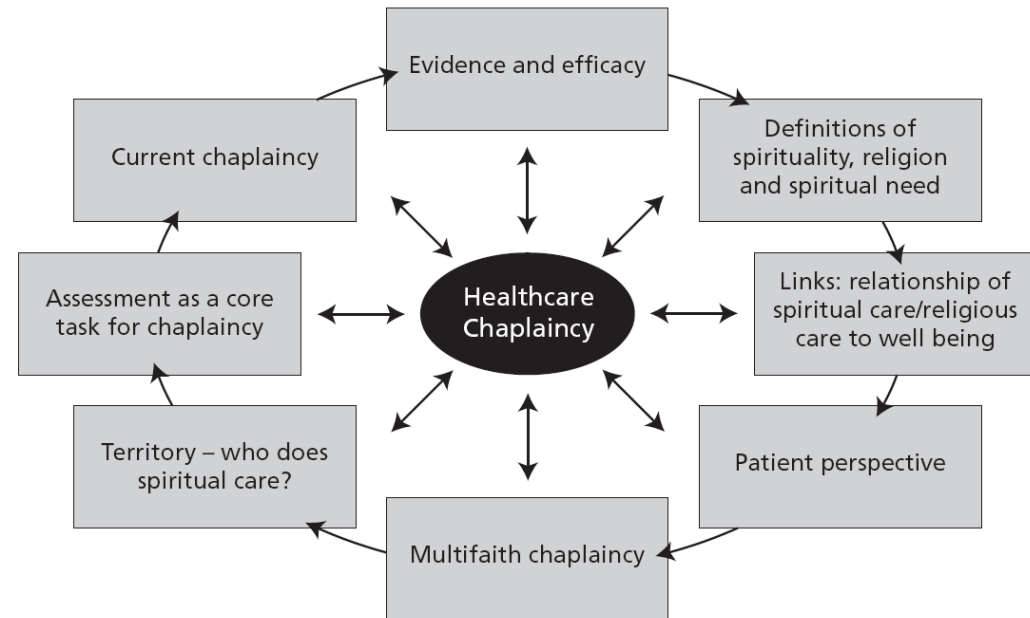 Evidence and efficacy
Current chaplaincy
Definitions of
spirituality, religion
and spiritual need
Assessment as a core
task for chaplaincy
Healthcare
Chaplaincy
Links: relationship of
spiritual care/religious
care to well being
Territory – who does
spiritual care?
Patient perspective
Multifaith chaplaincy